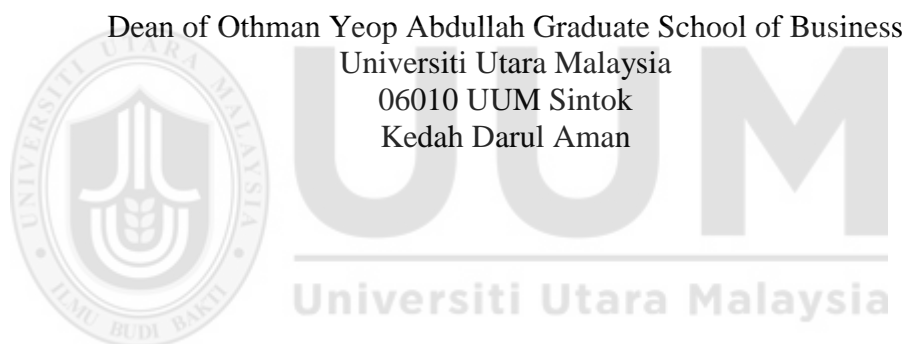 Dean of Othman Yeop Abdullah Graduate School of Business
Universiti Utara Malaysia
06010 UUM Sintok
Kedah Darul Aman
UNIVERSITI UTARA MALAYSIA
ILMU BUDI BAKTI
UUM
Universiti Utara Malaysia